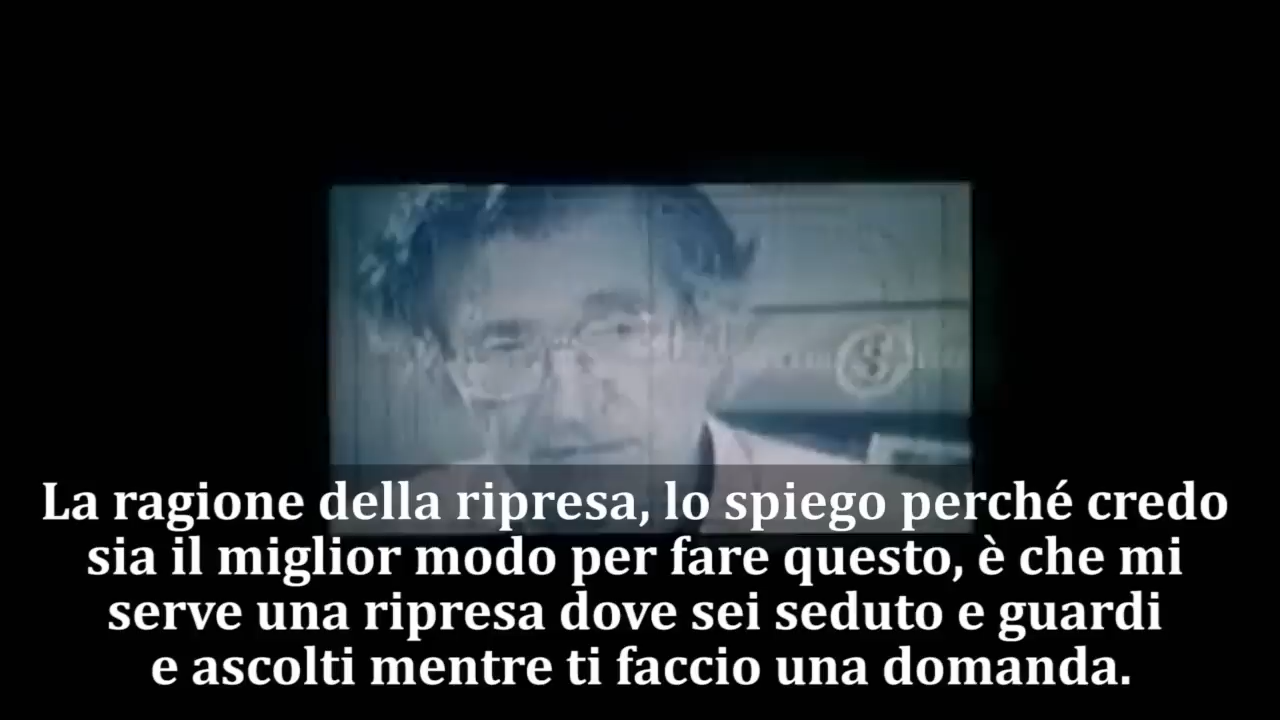 La ragione della ripresa, lo spiego perché credo
sia il miglior modo per fare questo, è che mi
serve una ripresa dove sei seduto e guardi
e ascolti mentre ti faccio una domanda.